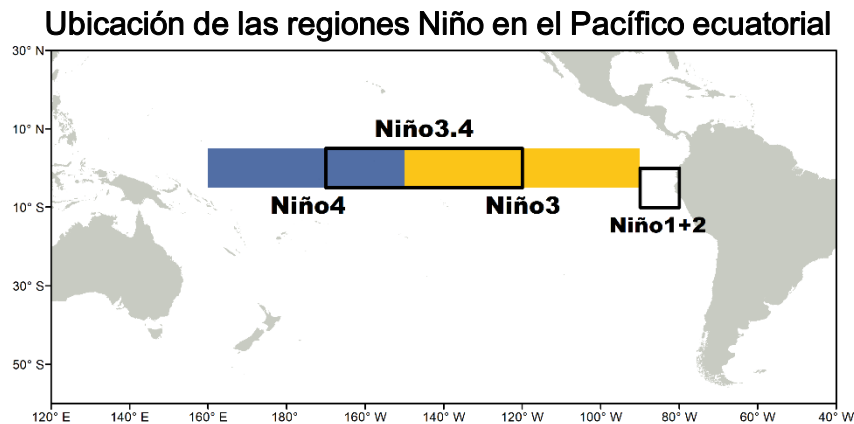 Ubicación de las regiones Niño en el Pacífico ecuatorial
30° N
10° N
Niño3.4
Niño4
Niño3
10° S
Niño1+2
30° S
50° S
120° E 140° E 160° E 180° 160° W 140° W 120° W 100° W 80° W 60° W 40° W